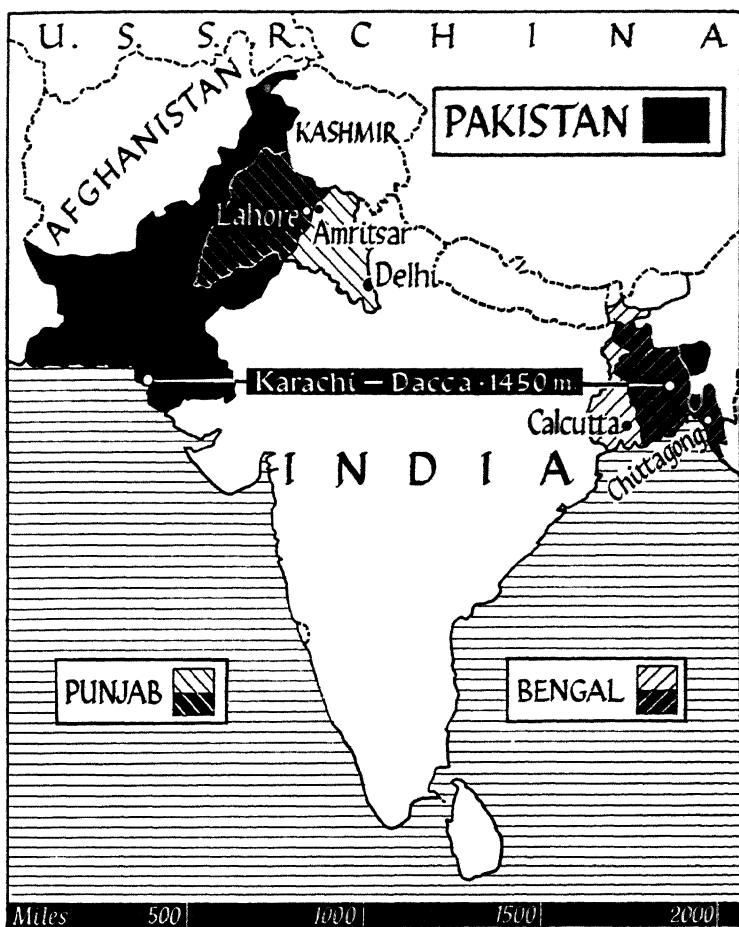 U. S. S. R. C H I N A
AFGHANISTAN
KASHMIR
PAKISTAN
Lahore
Amritsar
Delhi
Karachi – Dacca · 1450 m.
Calcutta
Chittagong
I N D I A
PUNJAB
BENGAL
Miles 500 1000 1500 2000